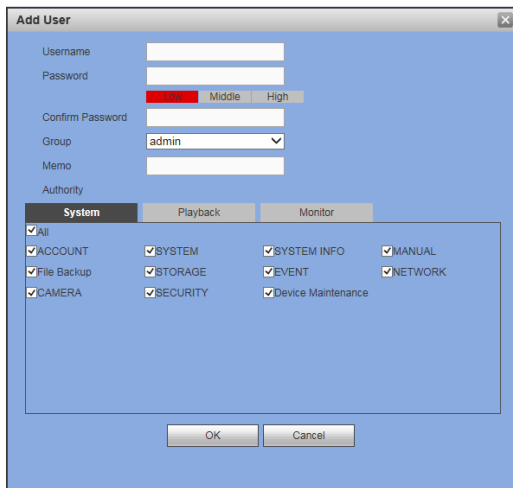 Add User
Username
Password
Low Middle High
Confirm Password
Group admin
Memo
Authority
System Playback Monitor
All
ACCOUNT SYSTEM SYSTEM INFO MANUAL
File Backup STORAGE EVENT NETWORK
CAMERA SECURITY Device Maintenance
OK Cancel